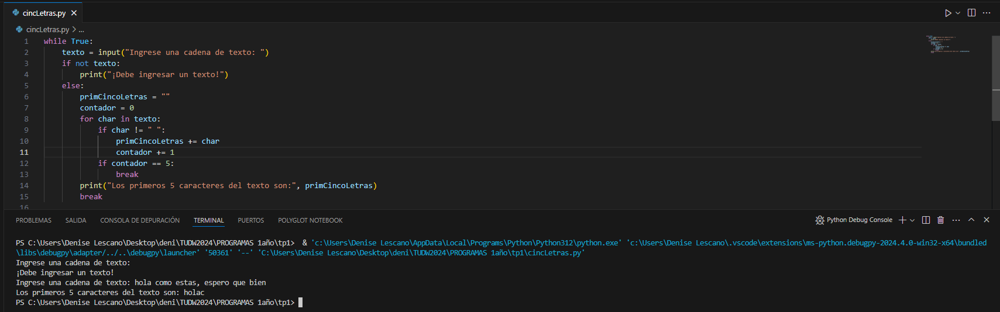 cincLetras.py
cincLetras.py > ...
1 while True:
2 texto = input("Ingrese una cadena de texto: ")
3 if not texto:
4 print("¡Debe ingresar un texto!")
5 else:
6 primCincoLetras = ""
7 contador = 0
8 for char in texto:
9 if char != " ":
10 primCincoLetras += char
11 contador += 1
12 if contador == 5:
13 break
14 print("Los primeros 5 caracteres del texto son:", primCincoLetras)
15 break
16
PROBLEMAS SALIDA CONSOLA DE DEPURACIÓN TERMINAL PUERTOS POLYGLOT NOTEBOOK Python Debug Console
PS C:\Users\Denise Lescano\Desktop\deni\TUDW2024\PROGRAMAS 1año\tp1> & 'c:\Users\Denise Lescano\AppData\Local\Programs\Python\Python312\python.exe' 'c:\Users\Denise Lescano\.vscode\extensions\ms-python.debugpy-2024.4.0-win32-x64\bundled
\libs\debugpy\adapter/../..\debugpy\launcher' '50361' '--' 'C:\Users\Denise Lescano\Desktop\deni\TUDW2024\PROGRAMAS 1año\tp1\cincLetras.py'
Ingrese una cadena de texto:
¡Debe ingresar un texto!
Ingrese una cadena de texto: hola como estas, espero que bien
Los primeros 5 caracteres del texto son: holac
PS C:\Users\Denise Lescano\Desktop\deni\TUDW2024\PROGRAMAS 1año\tp1>